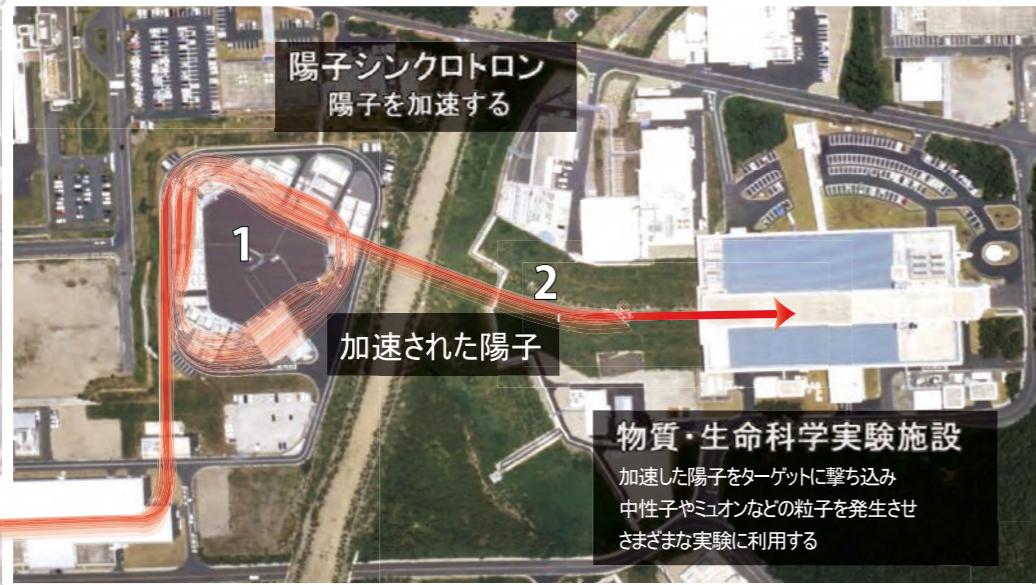 陽子シンクロトロン
陽子を加速する
1
2
加速された陽子
物質・生命科学実験施設
加速した陽子をターゲットに撃ち込み
中性子やミュオンなどの粒子を発生させ
さまざまな実験に利用する